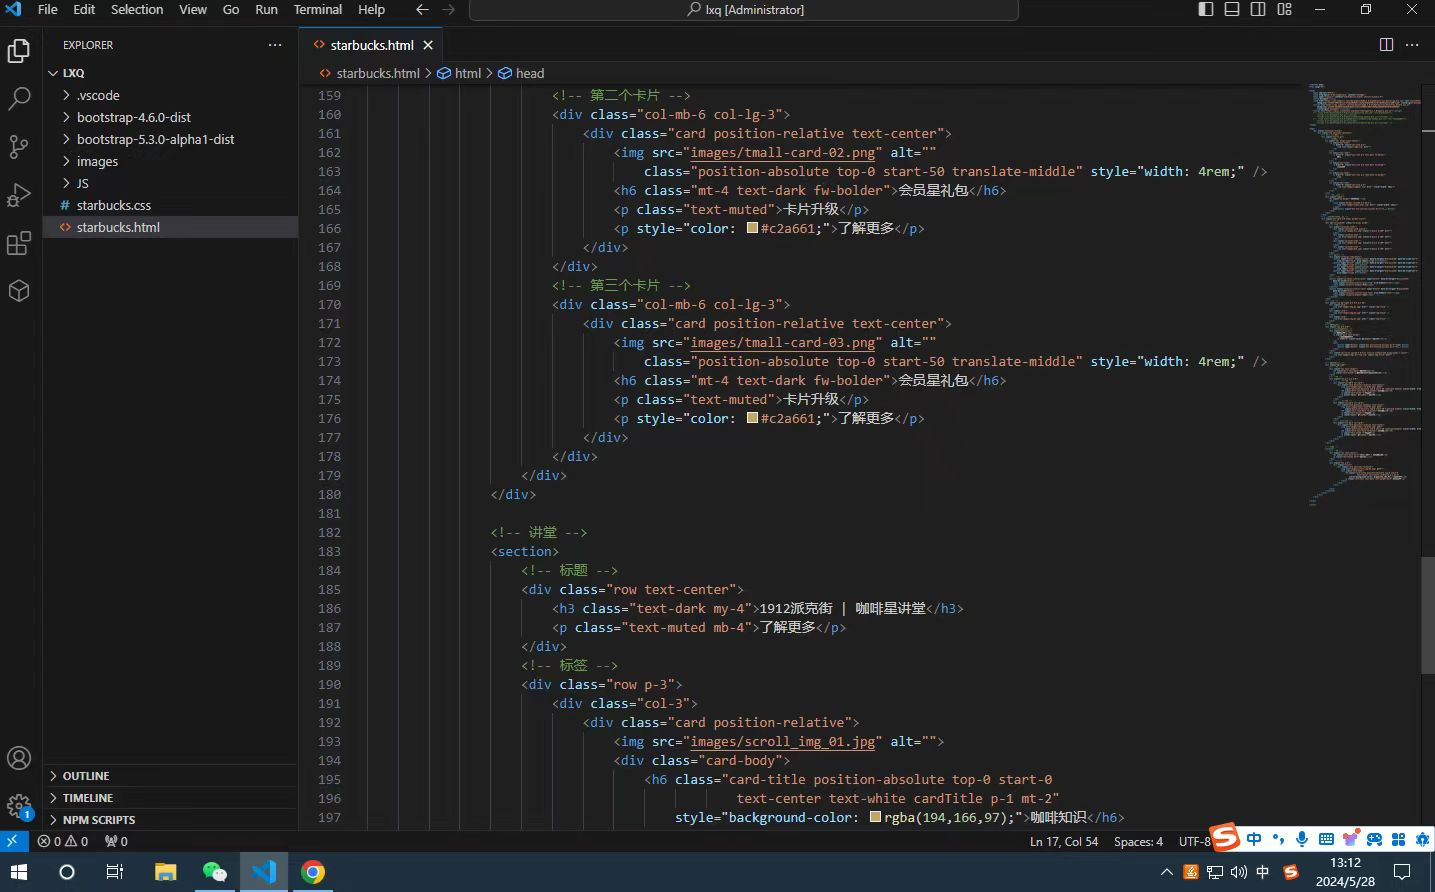 File Edit Selection View Go Run Terminal Help
lxq [Administrator]
EXPLORER
starbucks.html
starbucks.html > html > head
LXQ
.vscode
bootstrap-4.6.0-dist
bootstrap-5.3.0-alpha1-dist
images
JS
# starbucks.css
starbucks.html
OUTLINE
TIMELINE
NPM SCRIPTS
159 <!-- 第二个卡片 -->
160 <div class="col-mb-6 col-lg-3">
161 <div class="card position-relative text-center">
162 <img src="images/tmall-card-02.png" alt=""
163 class="position-absolute top-0 start-50 translate-middle" style="width: 4rem;" />
164 <h6 class="mt-4 text-dark fw-bolder">会员星礼包</h6>
165 <p class="text-muted">卡片升级</p>
166 <p style="color: #c2a661;">了解更多</p>
167 </div>
168 </div>
169 <!-- 第三个卡片 -->
170 <div class="col-mb-6 col-lg-3">
171 <div class="card position-relative text-center">
172 <img src="images/tmall-card-03.png" alt=""
173 class="position-absolute top-0 start-50 translate-middle" style="width: 4rem;" />
174 <h6 class="mt-4 text-dark fw-bolder">会员星礼包</h6>
175 <p class="text-muted">卡片升级</p>
176 <p style="color: #c2a661;">了解更多</p>
177 </div>
178 </div>
179 </div>
180 </div>
181
182 <!-- 讲堂 -->
183 <section>
184 <!-- 标题 -->
185 <div class="row text-center">
186 <h3 class="text-dark my-4">1912派克街 | 咖啡星讲堂</h3>
187 <p class="text-muted mb-4">了解更多</p>
188 </div>
189 <!-- 标签 -->
190 <div class="row p-3">
191 <div class="col-3">
192 <div class="card position-relative">
193 <img src="images/scroll_img_01.jpg" alt="">
194 <div class="card-body">
195 <h6 class="card-title position-absolute top-0 start-0
196 text-center text-white cardTitle p-1 mt-2"
197 style="background-color: rgba(194,166,97);">咖啡知识</h6>
1
0 0 0
Ln 17, Col 54 Spaces: 4 UTF-8
中
中
13:12
2024/5/28